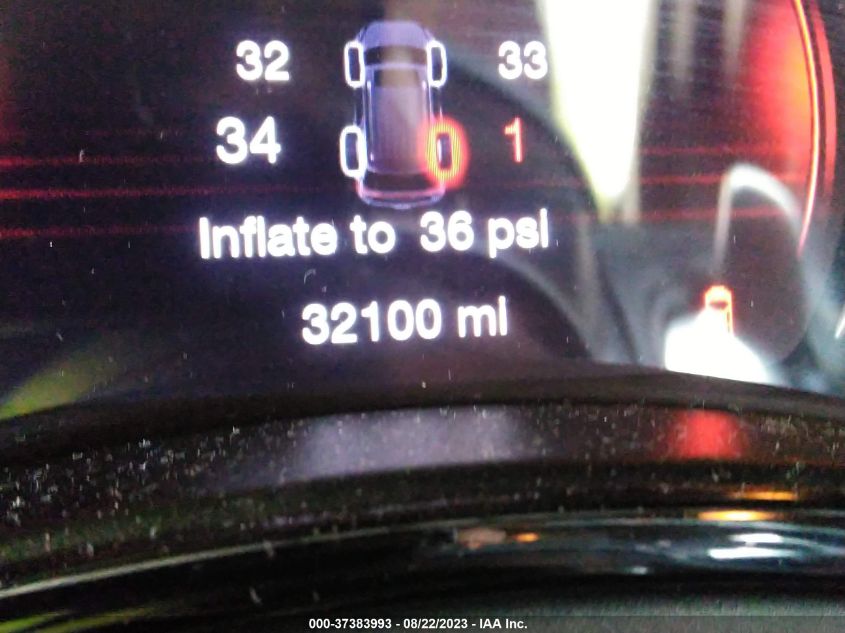 32 33
34 1
Inflate to 36 psi
32100 mi
000-37383993 - 08/22/2023 - IAA Inc.